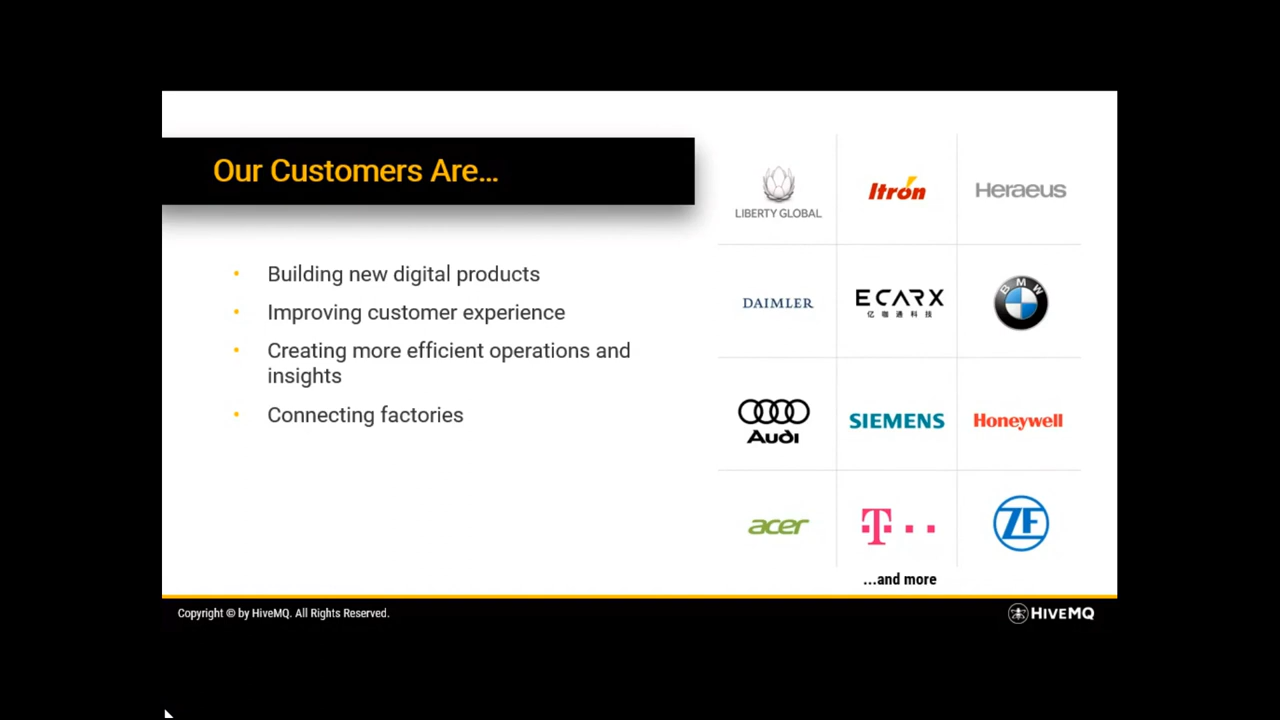 Our Customers Are...
• Building new digital products
• Improving customer experience
• Creating more efficient operations and
insights
• Connecting factories
LIBERTY GLOBAL
Itron
Heraeus
DAIMLER
ECARX
亿咖通科技
BMW
Audi
SIEMENS
Honeywell
acer
T
ZF
...and more
Copyright © by HiveMQ. All Rights Reserved.
HIVEMQ